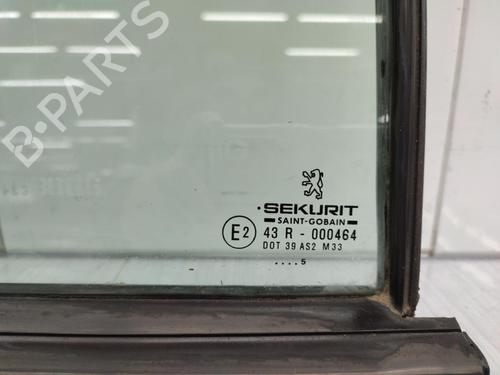 B-PARTS
SEKURIT
SAINT-GOBAIN
E2 43 R - 000464
DOT 39 AS2 M33
....5